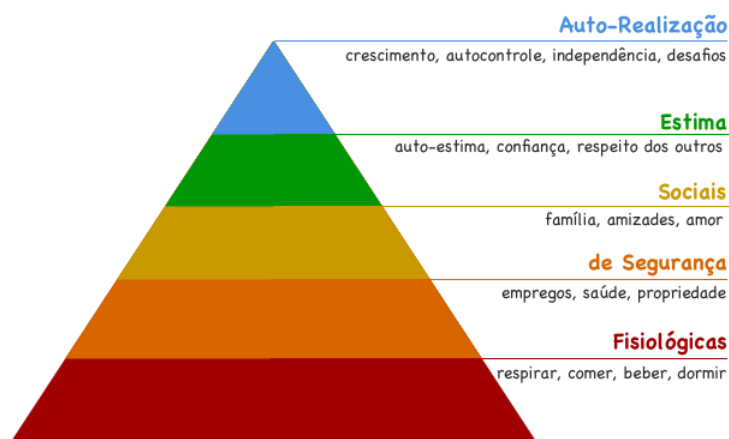 Auto-Realização
crescimento, autocontrole, independência, desafios
Estima
auto-estima, confiança, respeito dos outros
Sociais
família, amizades, amor
de Segurança
empregos, saúde, propriedade
Fisiológicas
respirar, comer, beber, dormir